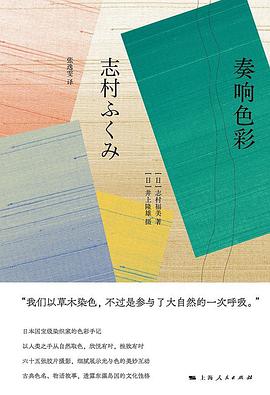 奏响色彩
志村ふくみ
[日]志村福美 著
[日]井上隆雄 摄
张逸雯 译
“我们以草木染色，不过是参与了大自然的一次呼吸。”
日本国宝级染织家的色彩手记
以人类之手从自然取色，欣悦有时，挫败有时
六十五张胶片摄影，细腻展示光与色的美妙互动
古典色名、物语故事，透露东瀛岛国的文化性格
上海人民出版社